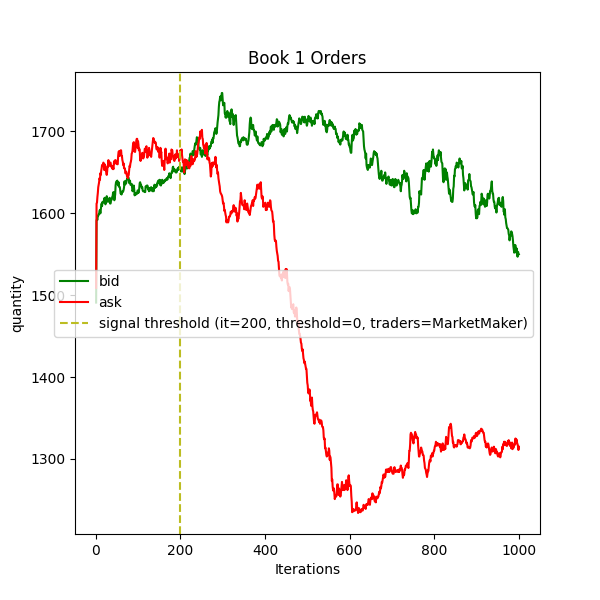 Book 1 Orders
quantity
1700
1600
1500
1400
1300
bid
ask
signal threshold (it=200, threshold=0, traders=MarketMaker)
0 200 400 600 800 1000
Iterations